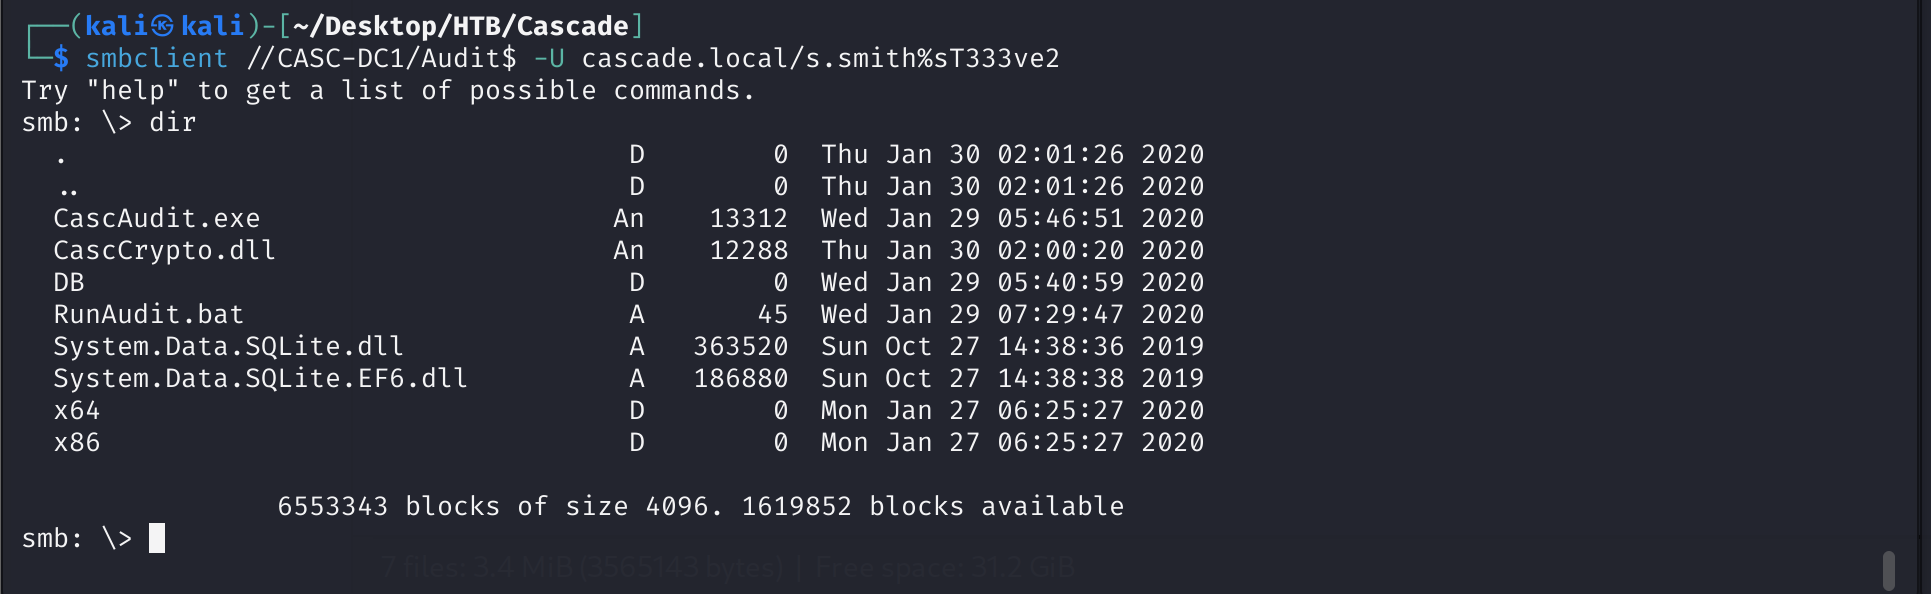 ┌──(kali㉿kali)-[~/Desktop/HTB/Cascade]
└─$ smbclient //CASC-DC1/Audit$ -U cascade.local/s.smith%sT333ve2
Try "help" to get a list of possible commands.
smb: \> dir
  .                                   D        0  Thu Jan 30 02:01:26 2020
  ..                                  D        0  Thu Jan 30 02:01:26 2020
  CascAudit.exe                      An    13312  Wed Jan 29 05:46:51 2020
  CascCrypto.dll                     An    12288  Thu Jan 30 02:00:20 2020
  DB                                  D        0  Wed Jan 29 05:40:59 2020
  RunAudit.bat                        A       45  Wed Jan 29 07:29:47 2020
  System.Data.SQLite.dll              A   363520  Sun Oct 27 14:38:36 2019
  System.Data.SQLite.EF6.dll          A   186880  Sun Oct 27 14:38:38 2019
  x64                                 D        0  Mon Jan 27 06:25:27 2020
  x86                                 D        0  Mon Jan 27 06:25:27 2020
                6553343 blocks of size 4096. 1619852 blocks available
smb: \>
7 files: 3.4 MiB (3565143 bytes) | Free space: 31.2 GiB